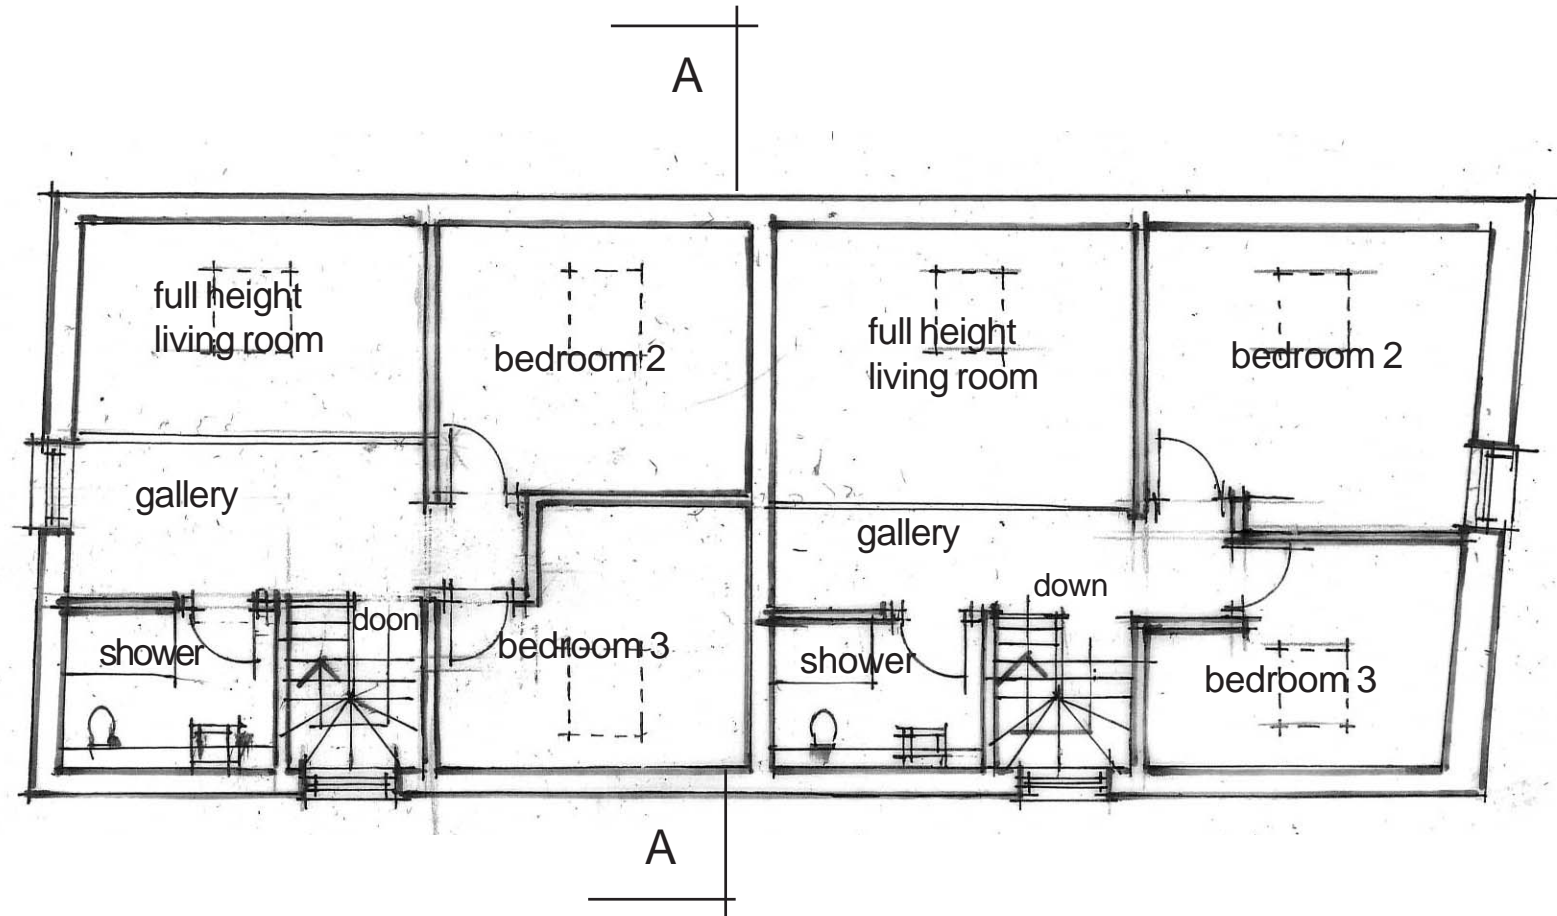 A
full height
living room
bedroom 2
full height
living room
bedroom 2
gallery
gallery
doon
down
shower
bedroom 3
shower
bedroom 3
A